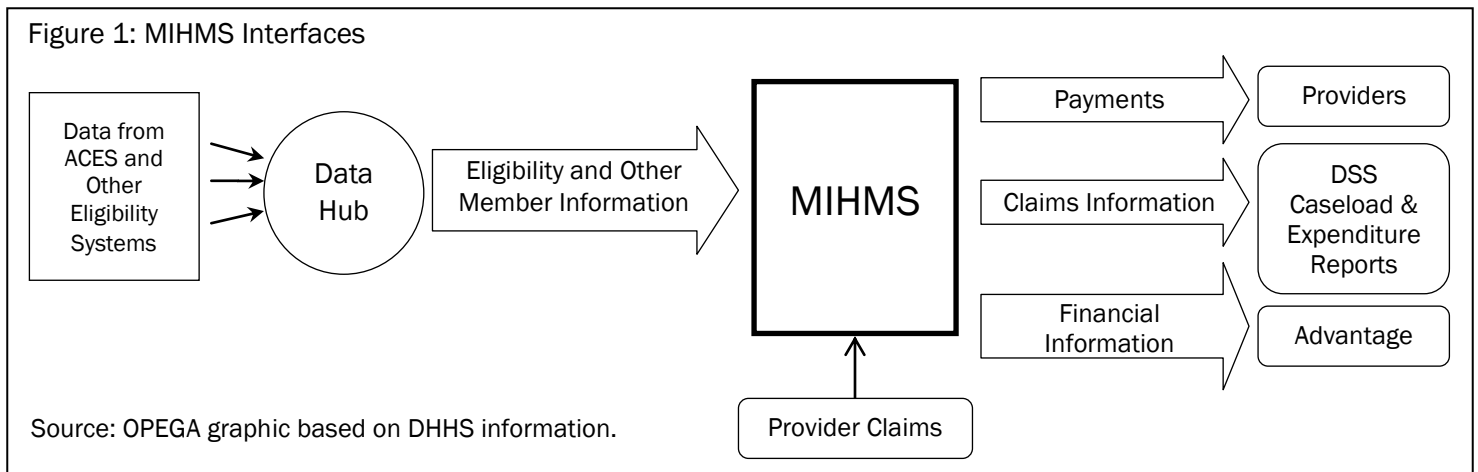 Figure 1: MIHMS Interfaces
Data from
ACES and
Other
Eligibility
Systems
Data
Hub
Eligibility and Other
Member Information
MIHMS
Payments
Providers
Claims Information
DSS
Caseload &
Expenditure
Reports
Financial
Information
Advantage
Provider Claims
Source: OPEGA graphic based on DHHS information.